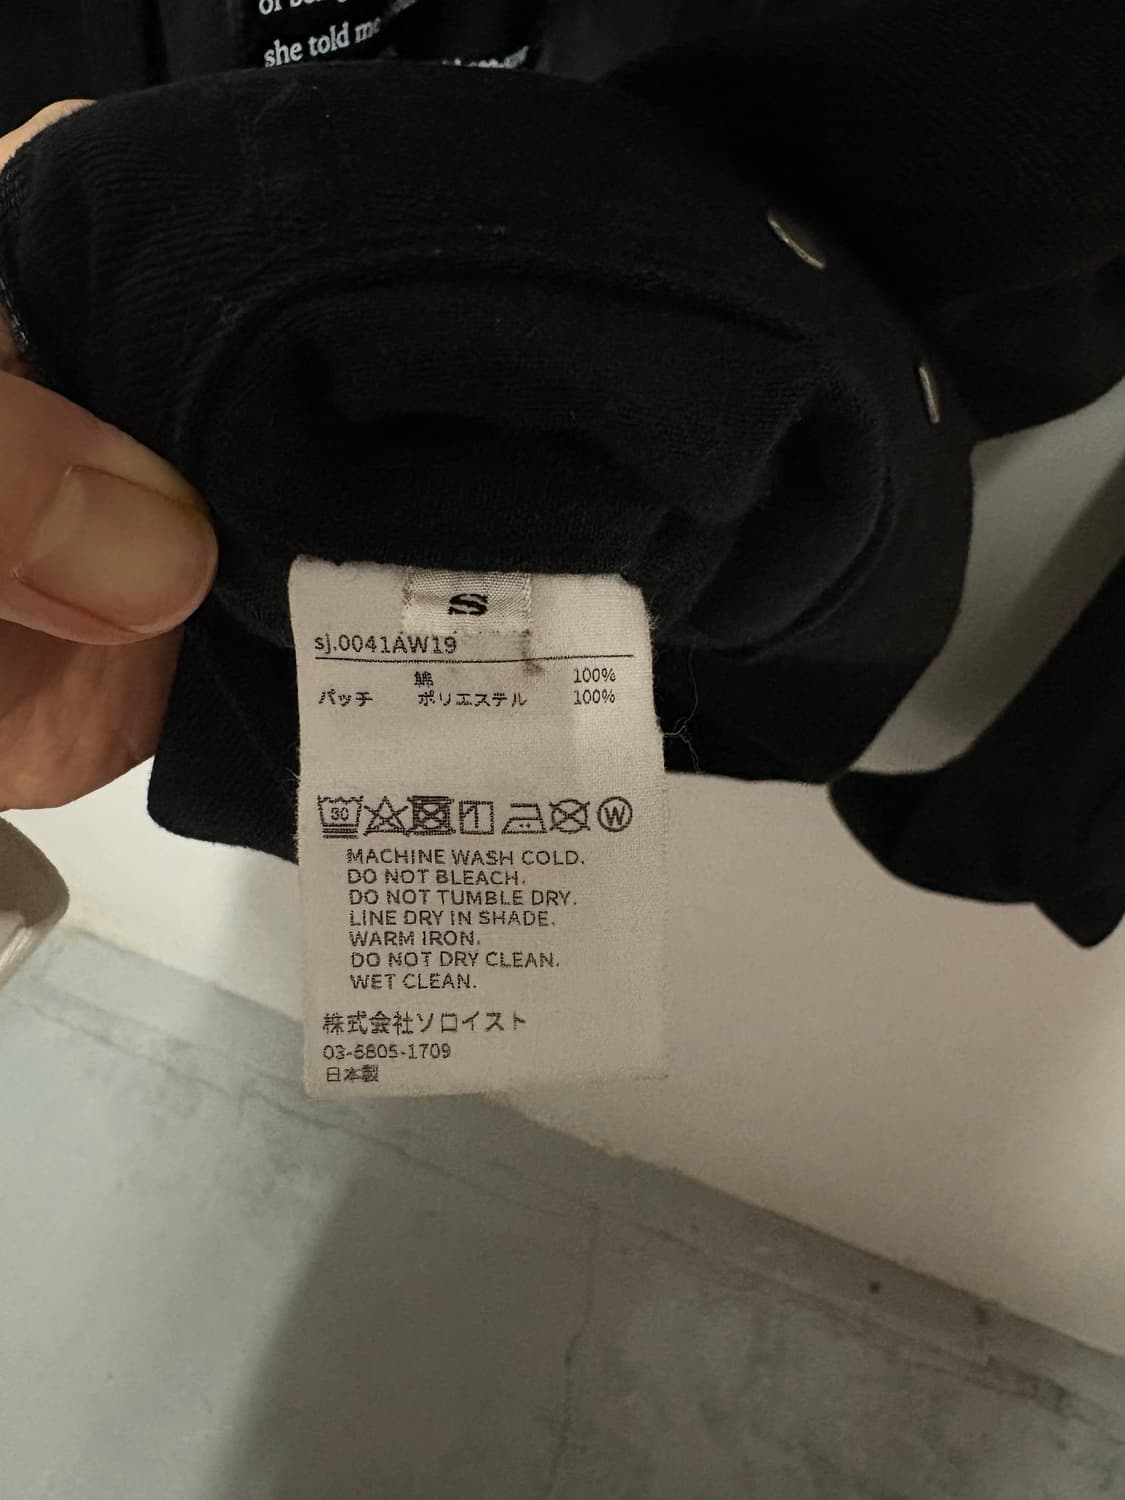 she told me
S
sj.0041AW19
綿 100%
パッチ ポリエステル 100%
30
W
MACHINE WASH COLD.
DO NOT BLEACH.
DO NOT TUMBLE DRY.
LINE DRY IN SHADE.
WARM IRON.
DO NOT DRY CLEAN.
WET CLEAN.
株式会社ソロイスト
03-6805-1709
日本製